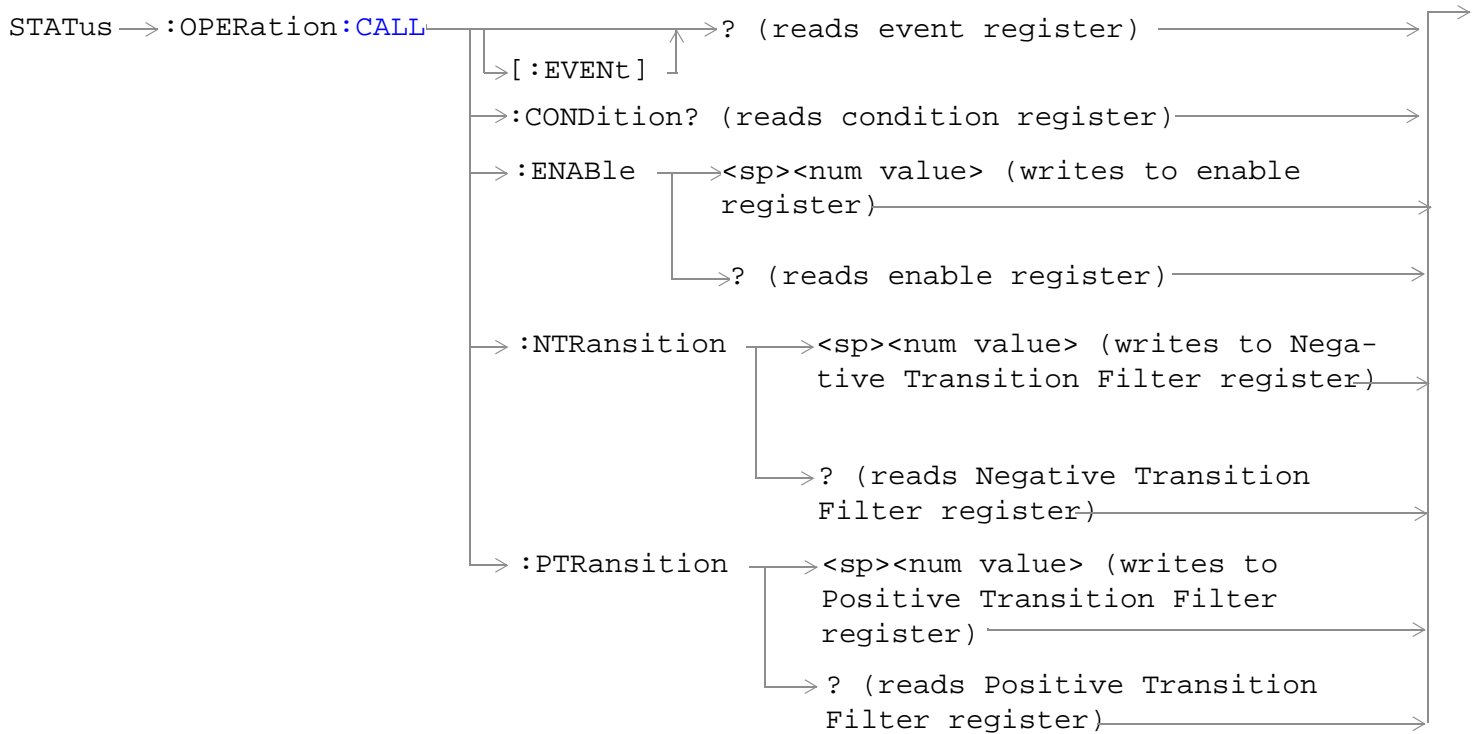 STATus :OPERation:CALL ? (reads event register)
[:EVENt]
:CONDition? (reads condition register)
:ENABle <sp><num value> (writes to enable
register)
? (reads enable register)
:NTRansition <sp><num value> (writes to Nega-
tive Transition Filter register)
? (reads Negative Transition
Filter register)
:PTRansition <sp><num value> (writes to
Positive Transition Filter
register)
? (reads Positive Transition
Filter register)